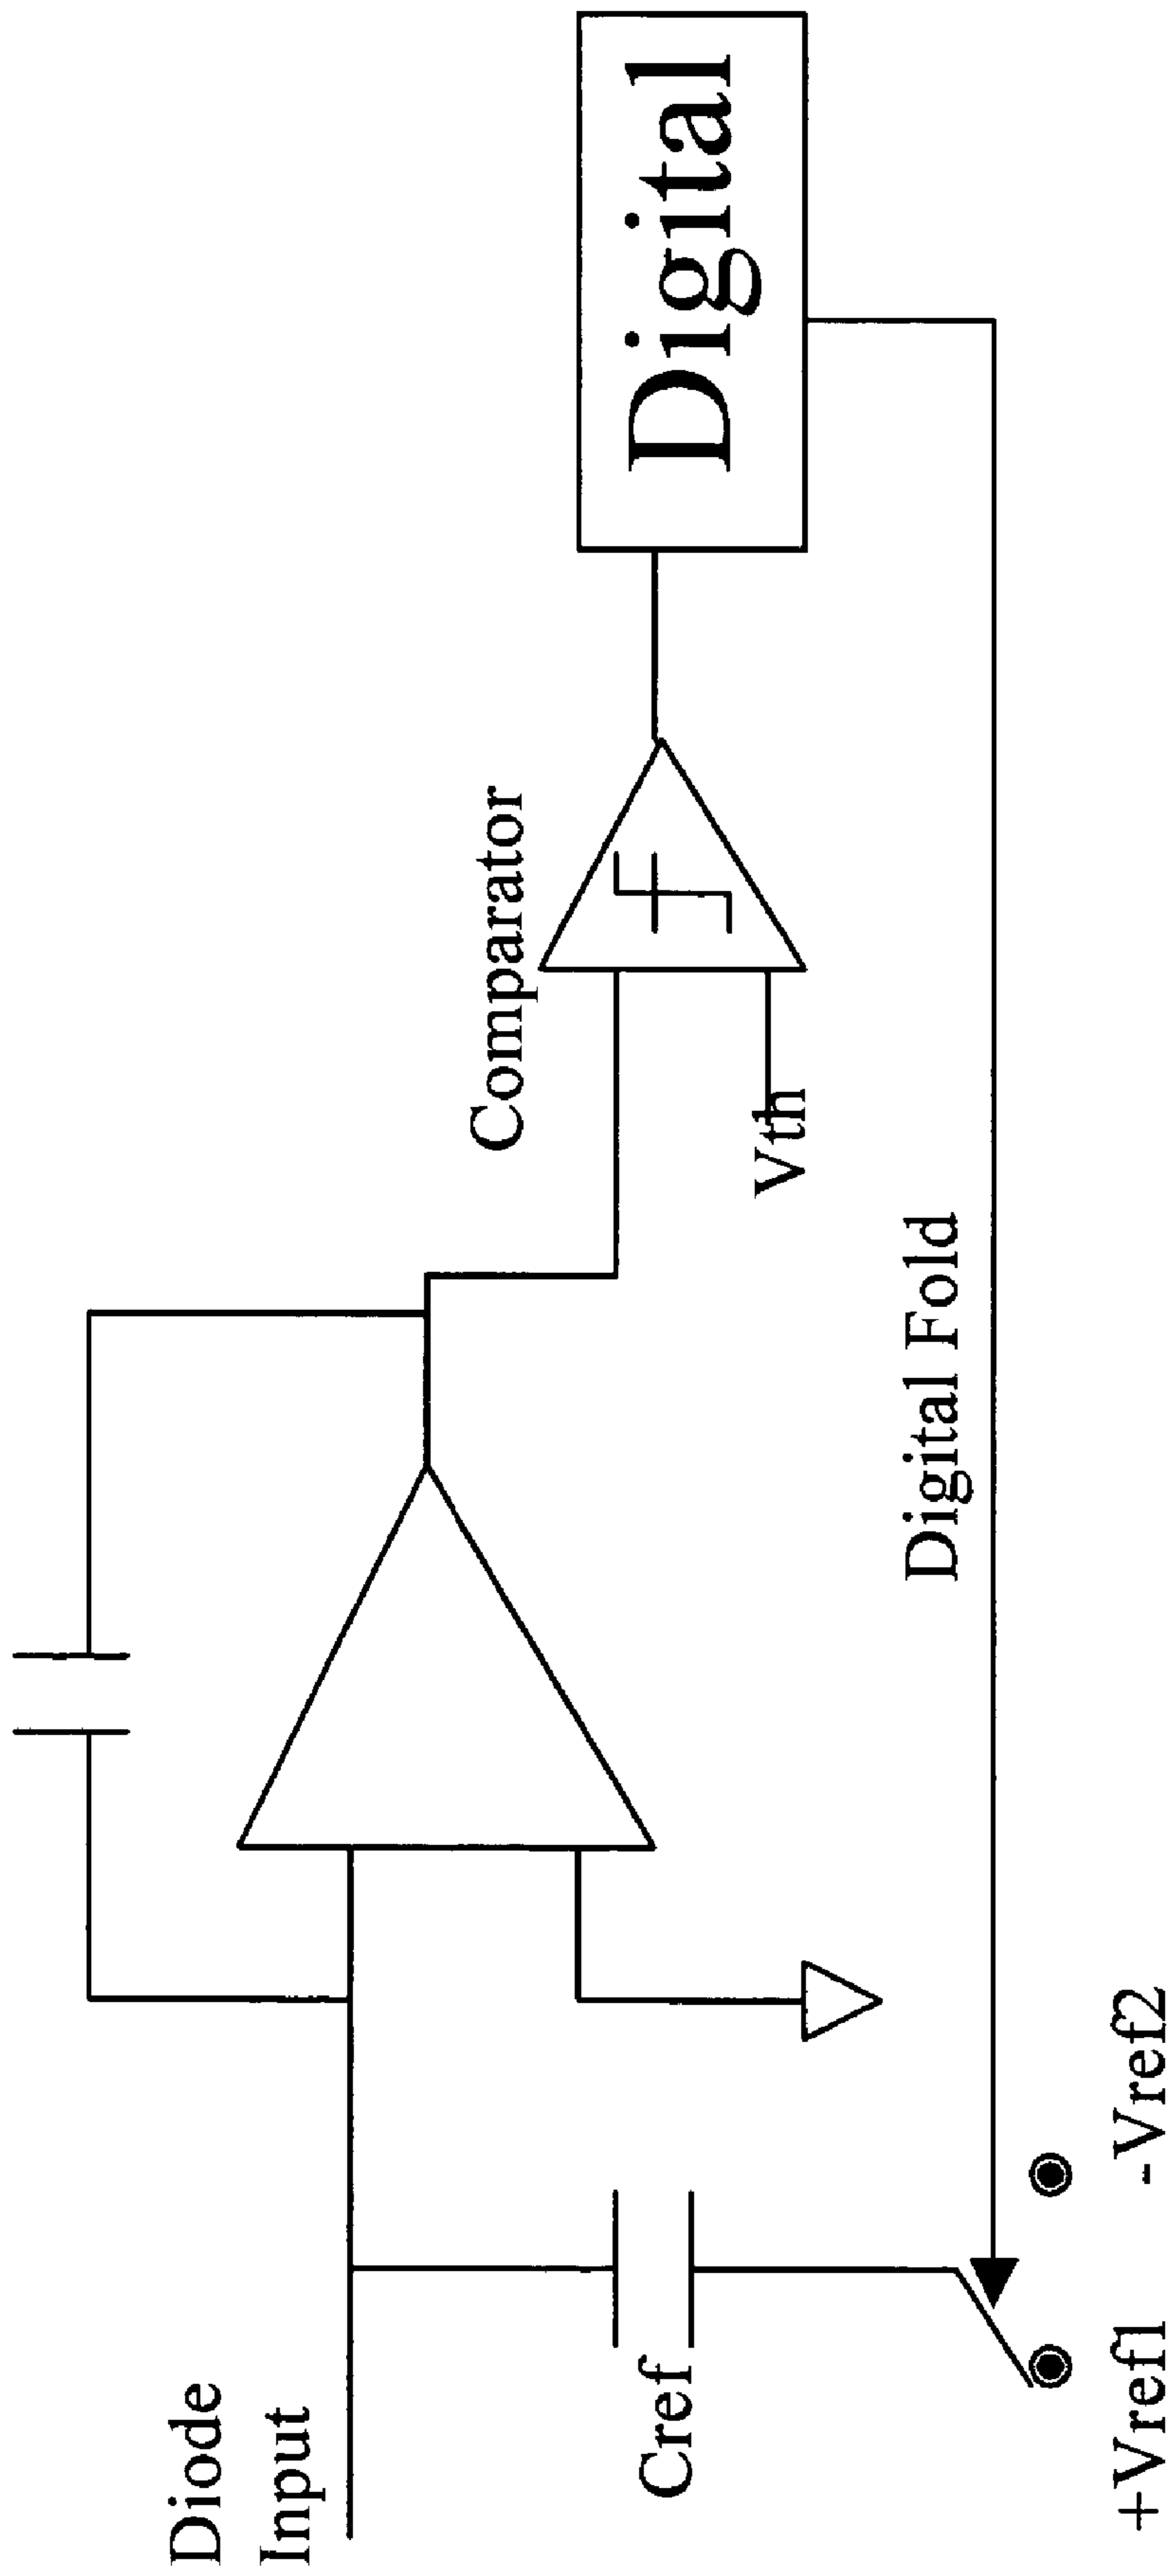 Diode
Input
Cref
+Vref1
-Vref2
Digital Fold
Comparator
Vth
Digital